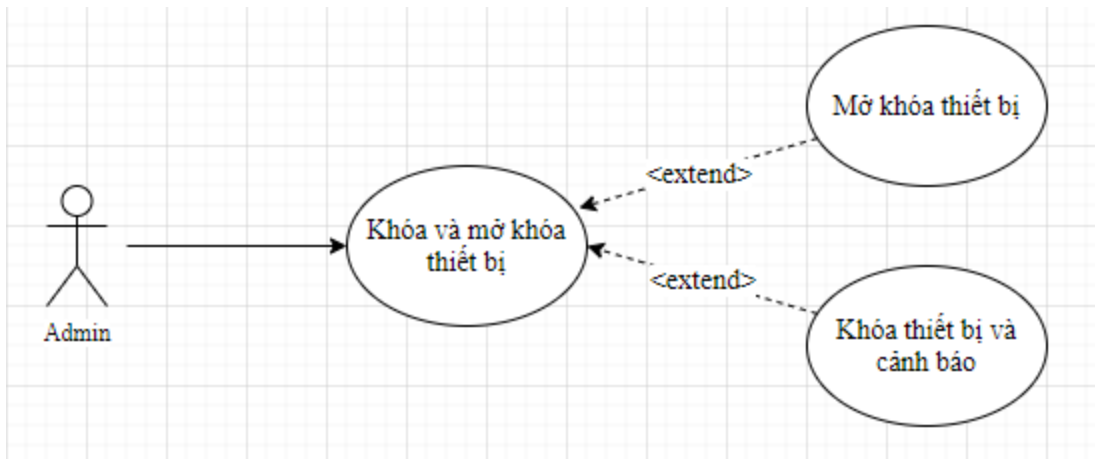 Mở khóa thiết bị
<extend>
Khóa và mở khóa
thiết bị
<extend>
Admin
Khóa thiết bị và
cảnh báo